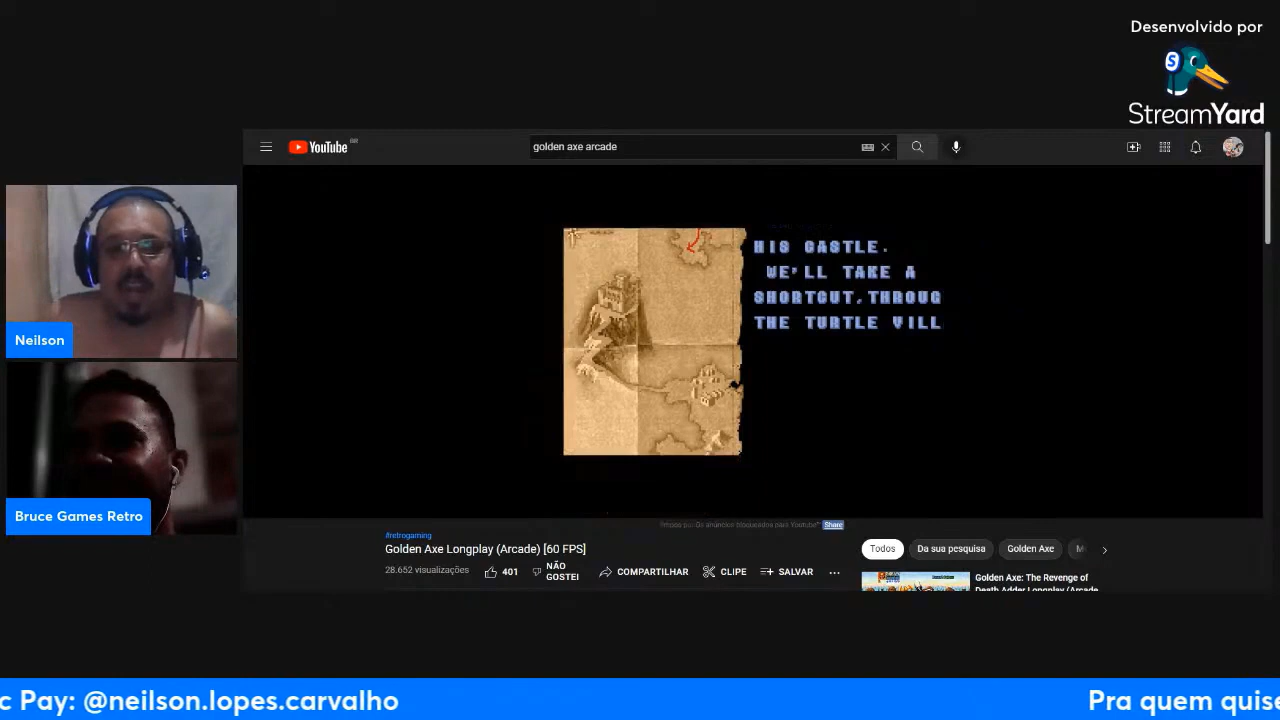 Desenvolvido por
StreamYard
YouTube BR
golden axe arcade
HIS CASTLE.
WE'LL TAKE A
SHORTCUT,THROUG
THE TURTLE VILL
Neilson
Bruce Games Retro
Share
#retrogaming
Golden Axe Longplay (Arcade) [60 FPS]
28.652 visualizações
401
NÃO GOSTEI
COMPARTILHAR
CLIPE
SALVAR
Todos
Da sua pesquisa
Golden Axe
M
Golden Axe: The Revenge of
Death Adder Longplay (Arcade
c Pay: @neilson.lopes.carvalho
Pra quem quise